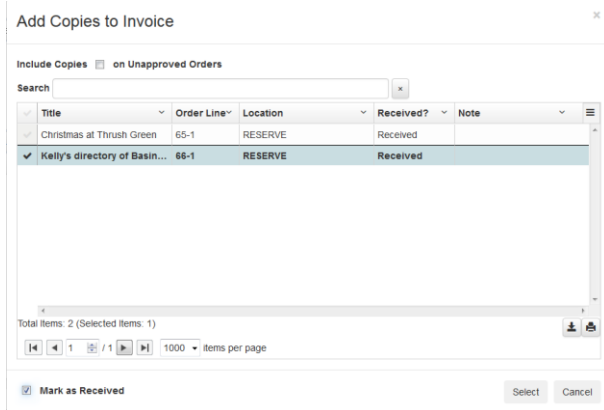 Add Copies to Invoice
Include Copies on Unapproved Orders
Search
Title Order Line Location Received? Note
Christmas at Thrush Green 65-1 RESERVE Received
Kelly's directory of Basin... 66-1 RESERVE Received
Total Items: 2 (Selected Items: 1)
1 / 1 1000 items per page
Mark as Received Select Cancel